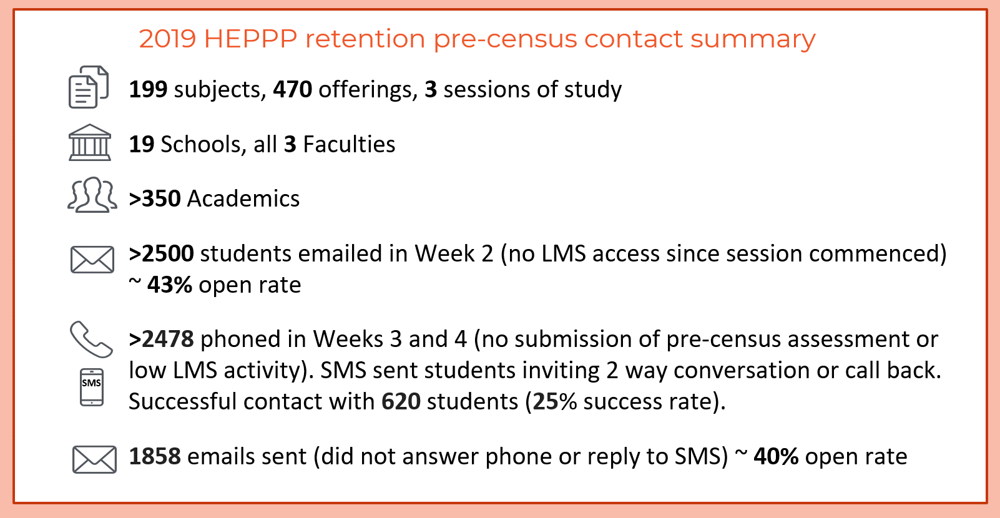 2019 HEPPP retention pre-census contact summary
199 subjects, 470 offerings, 3 sessions of study
19 Schools, all 3 Faculties
>350 Academics
>2500 students emailed in Week 2 (no LMS access since session commenced)
~ 43% open rate
>2478 phoned in Weeks 3 and 4 (no submission of pre-census assessment or
low LMS activity). SMS sent students inviting 2 way conversation or call back.
SMS
Successful contact with 620 students (25% success rate).
1858 emails sent (did not answer phone or reply to SMS) ~ 40% open rate